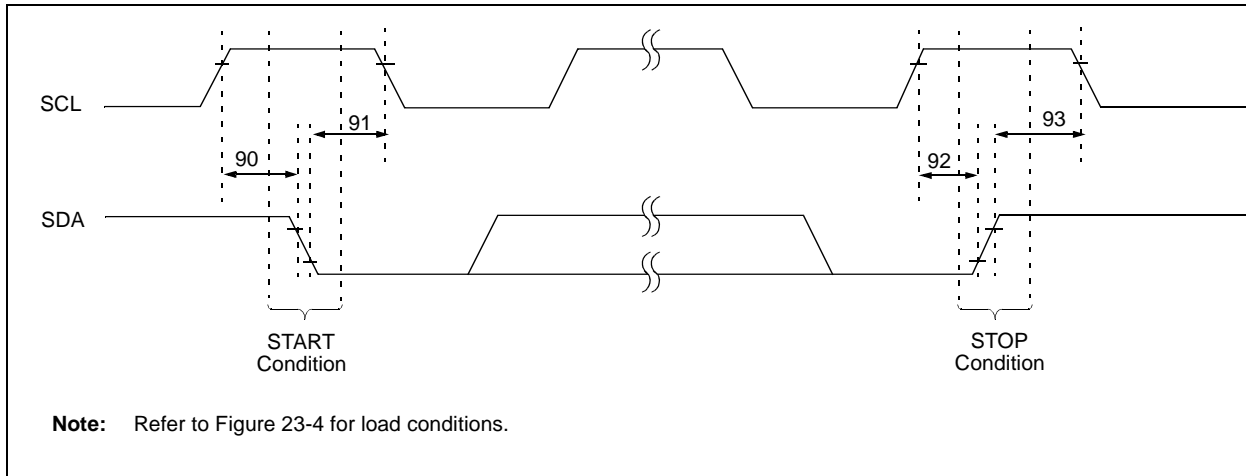 SCL
91
93
90
92
SDA
START
Condition
STOP
Condition
Note: Refer to Figure 23-4 for load conditions.